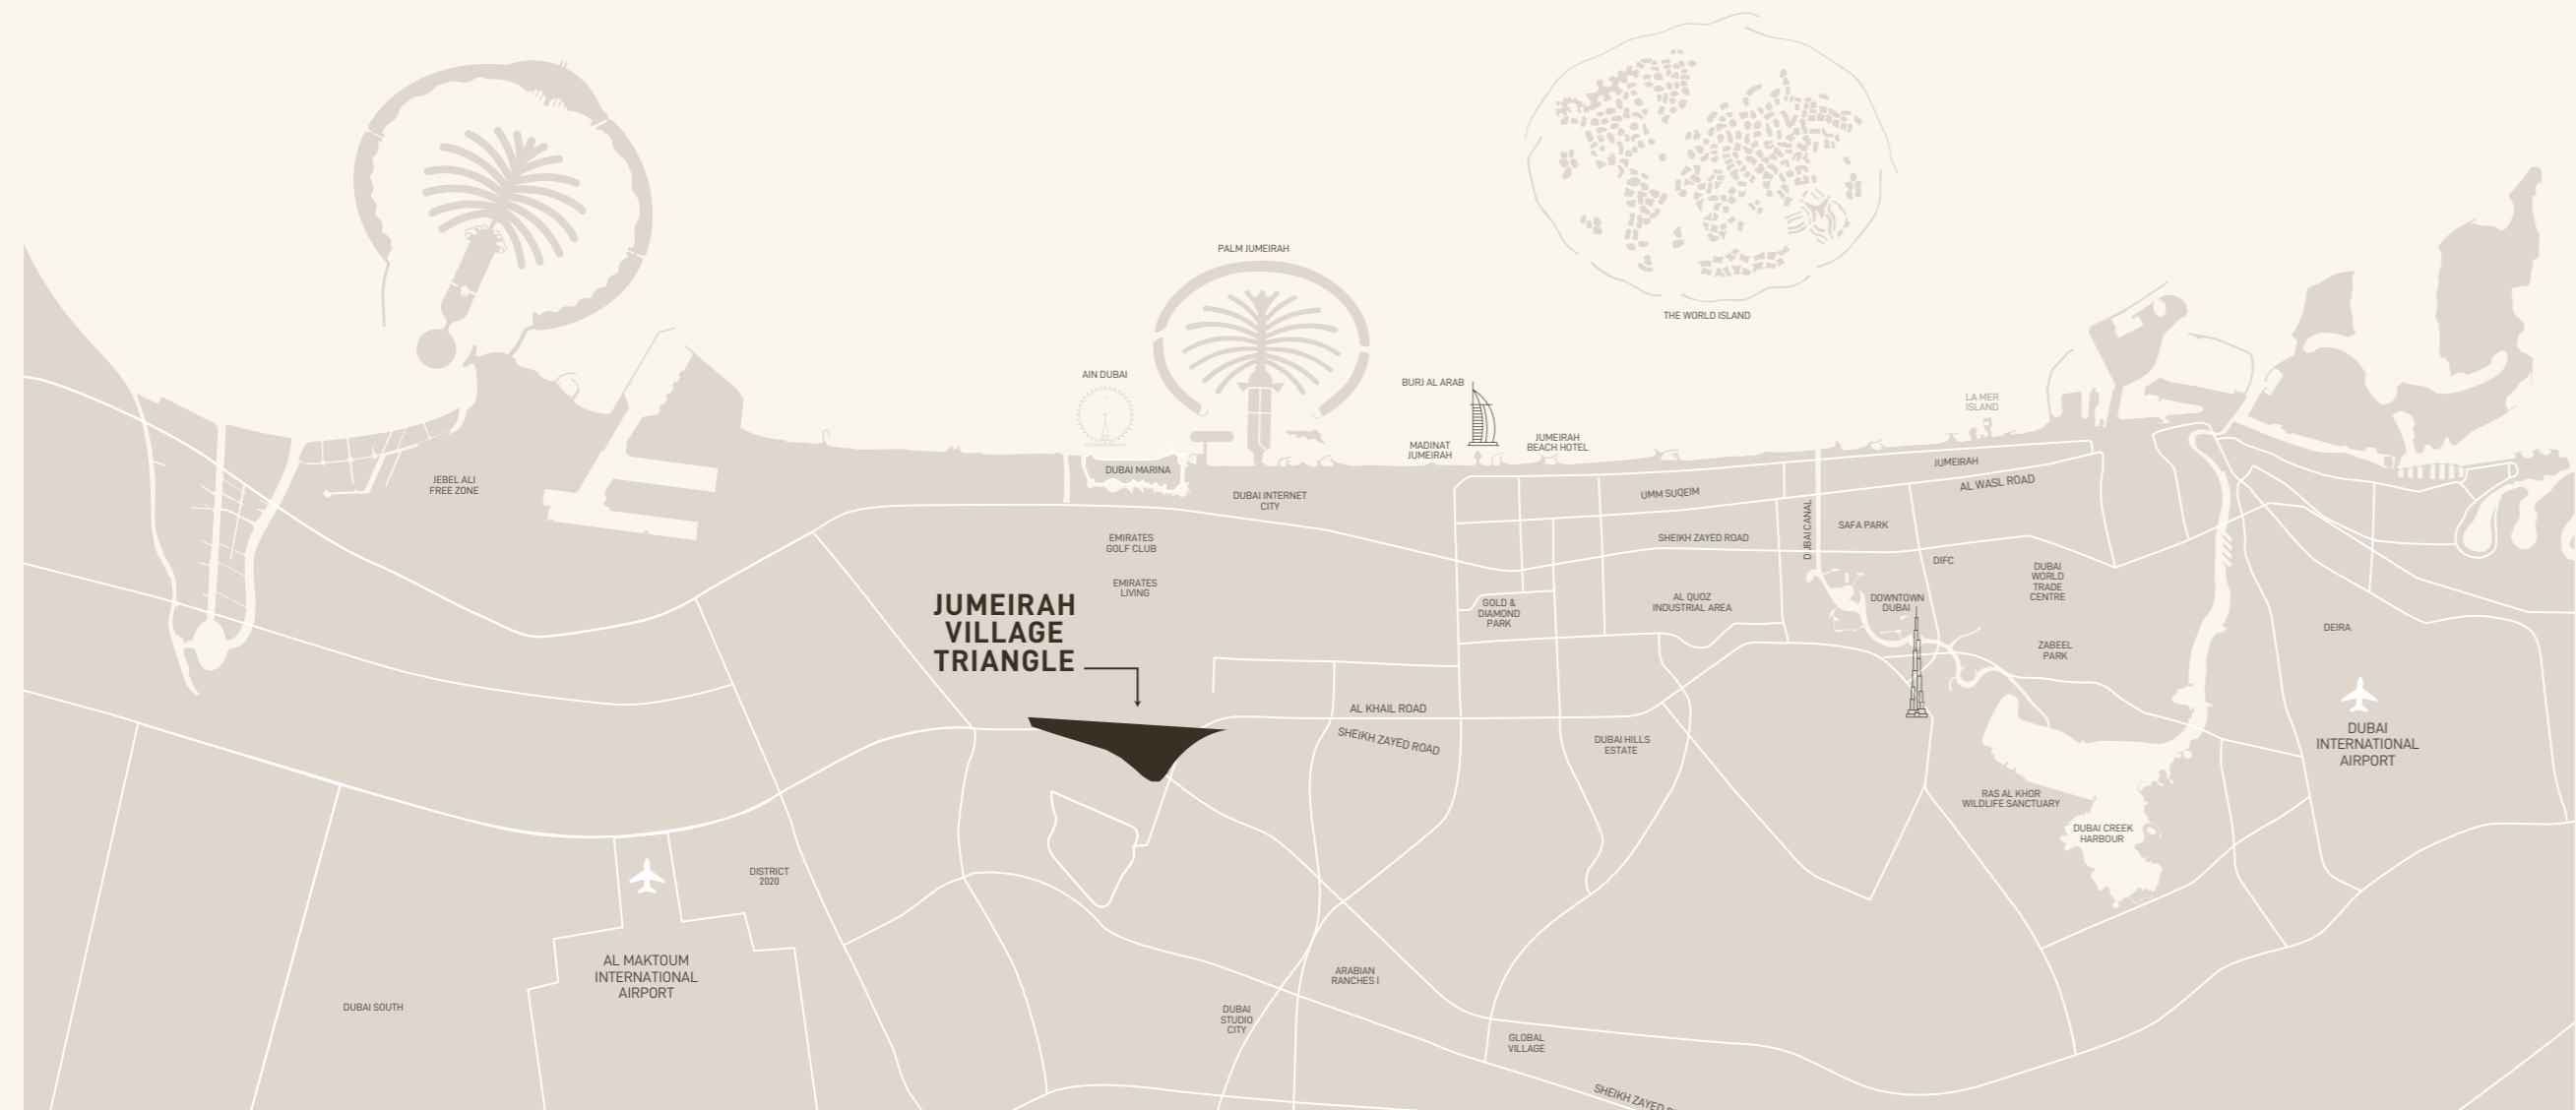 PALM JUMEIRAH
THE WORLD ISLAND
AIN DUBAI
BURJ AL ARAB
LA MER
ISLAND
MADINAT
JUMEIRAH
JUMEIRAH
BEACH HOTEL
JUMEIRAH
DUBAI MARINA
JEBEL ALI
FREE ZONE
DUBAI INTERNET
CITY
UMM SUQEIM
AL WASL ROAD
DUBAI CANAL
SAFA PARK
EMIRATES
GOLF CLUB
SHEIKH ZAYED ROAD
DIFC
DUBAI
WORLD
TRADE
CENTRE
EMIRATES
LIVING
JUMEIRAH
VILLAGE
TRIANGLE
GOLD &
DIAMOND
PARK
AL QUOZ
INDUSTRIAL AREA
DOWNTOWN
DUBAI
DEIRA
ZABEEL
PARK
AL KHAIL ROAD
SHEIKH ZAYED ROAD
DUBAI HILLS
ESTATE
DUBAI
INTERNATIONAL
AIRPORT
RAS AL KHOR
WILDLIFE SANCTUARY
DUBAI CREEK
HARBOUR
DISTRICT
2020
AL MAKTOUM
INTERNATIONAL
AIRPORT
ARABIAN
RANCHES I
DUBAI SOUTH
DUBAI
STUDIO
CITY
GLOBAL
VILLAGE
SHEIKH ZAYED